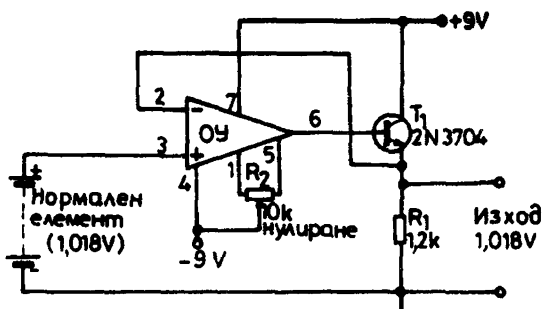 +9V
2
7
-
ОУ
6
T1
2N3704
3
+
1
5
4
R2
10k
нулиране
-9V
+
Нормален
елемент
(1,018V)
-
R1
1,2k
Изход
1,018V